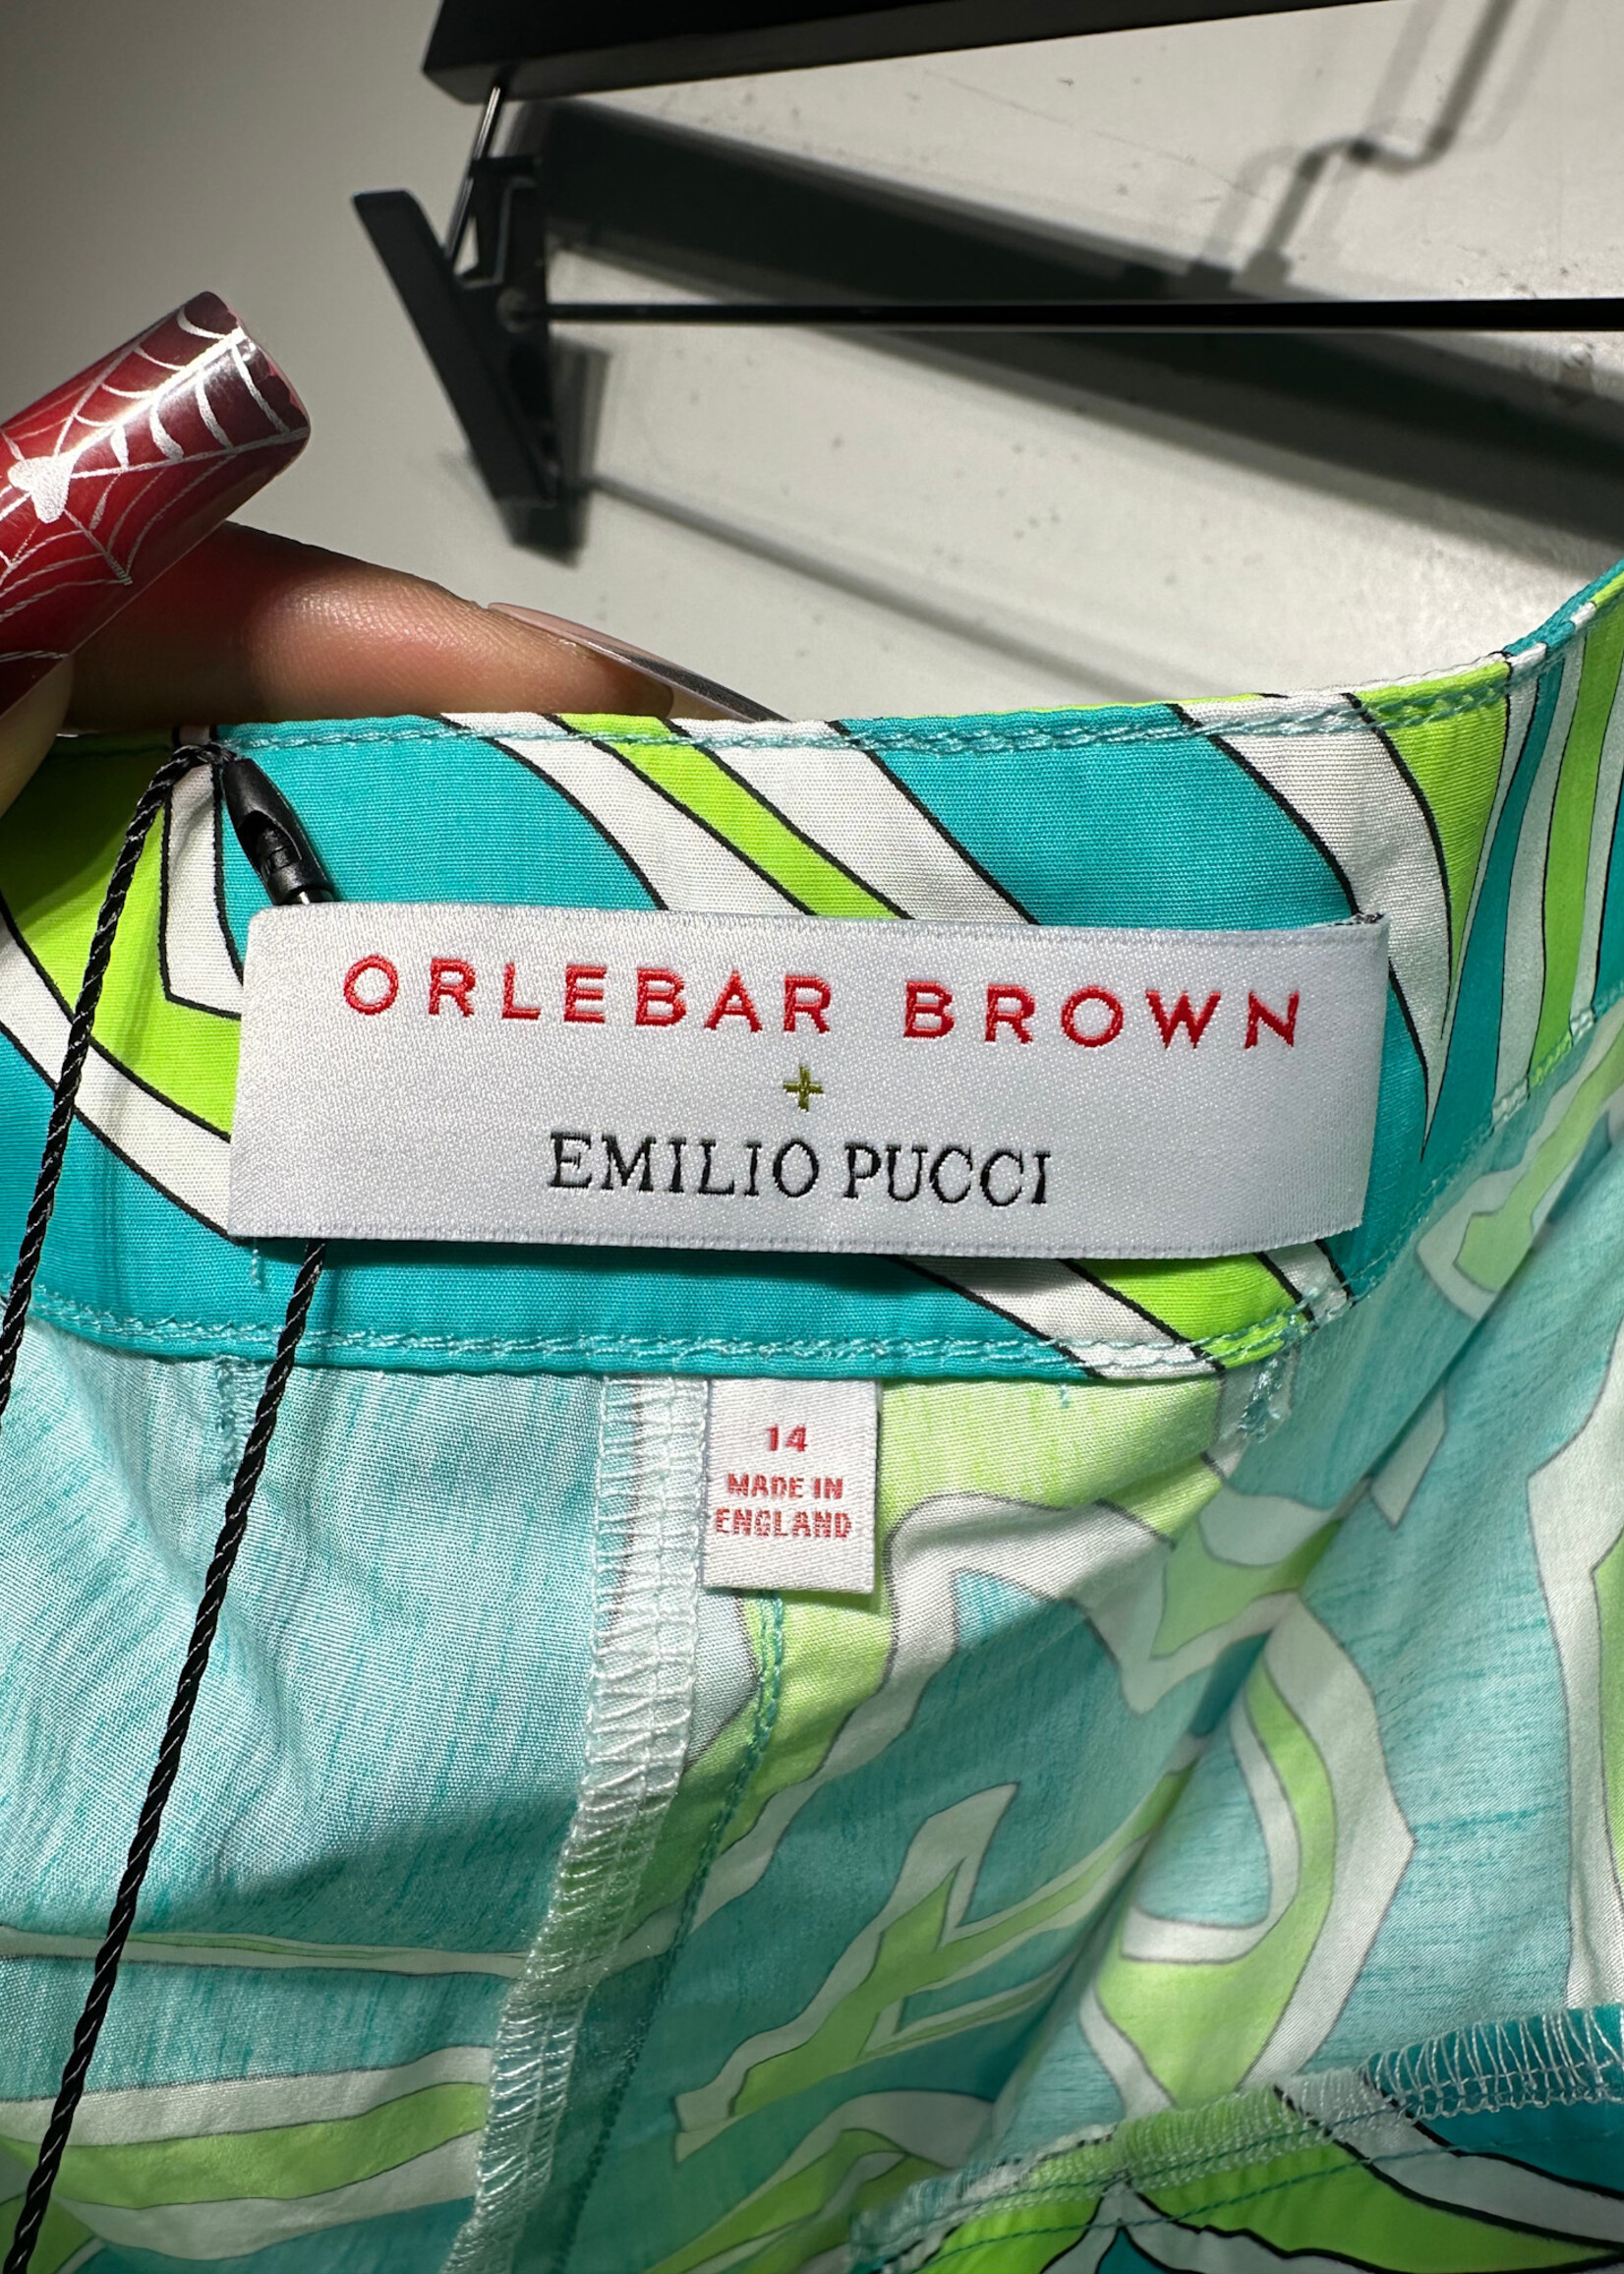 ORLEBAR BROWN
+
EMILIO PUCCI
14
MADE IN
ENGLAND